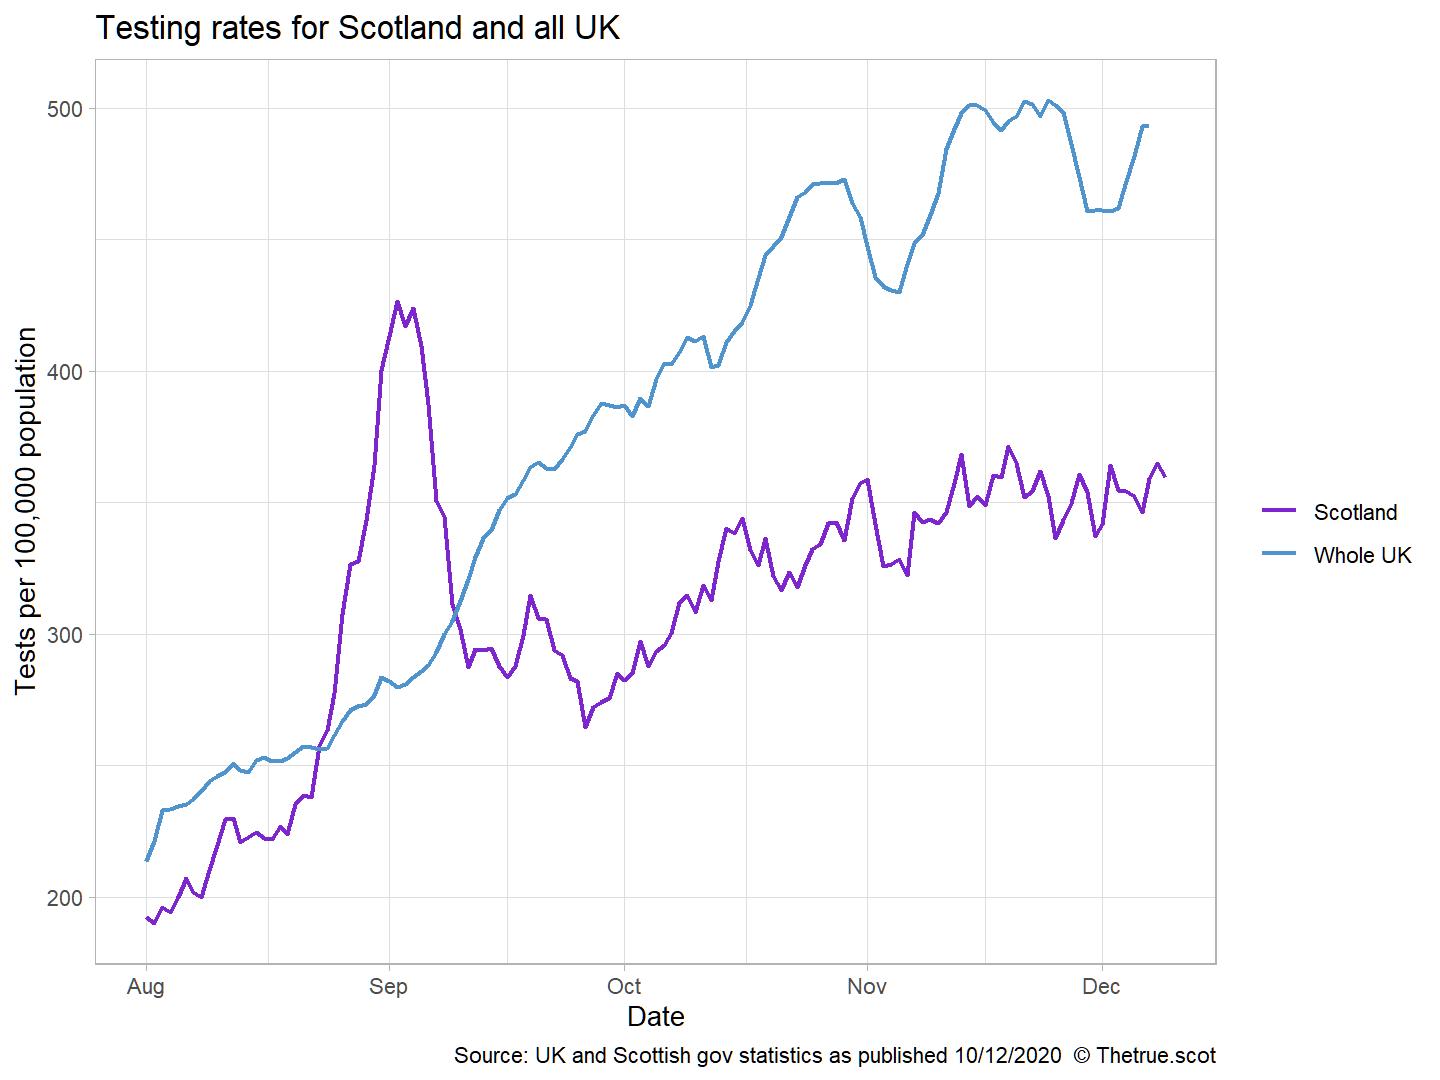 Testing rates for Scotland and all UK
Tests per 100,000 population
500
400
300
200
Aug Sep Oct Nov Dec
Date
Scotland
Whole UK
Source: UK and Scottish gov statistics as published 10/12/2020 © Thetrue.scot